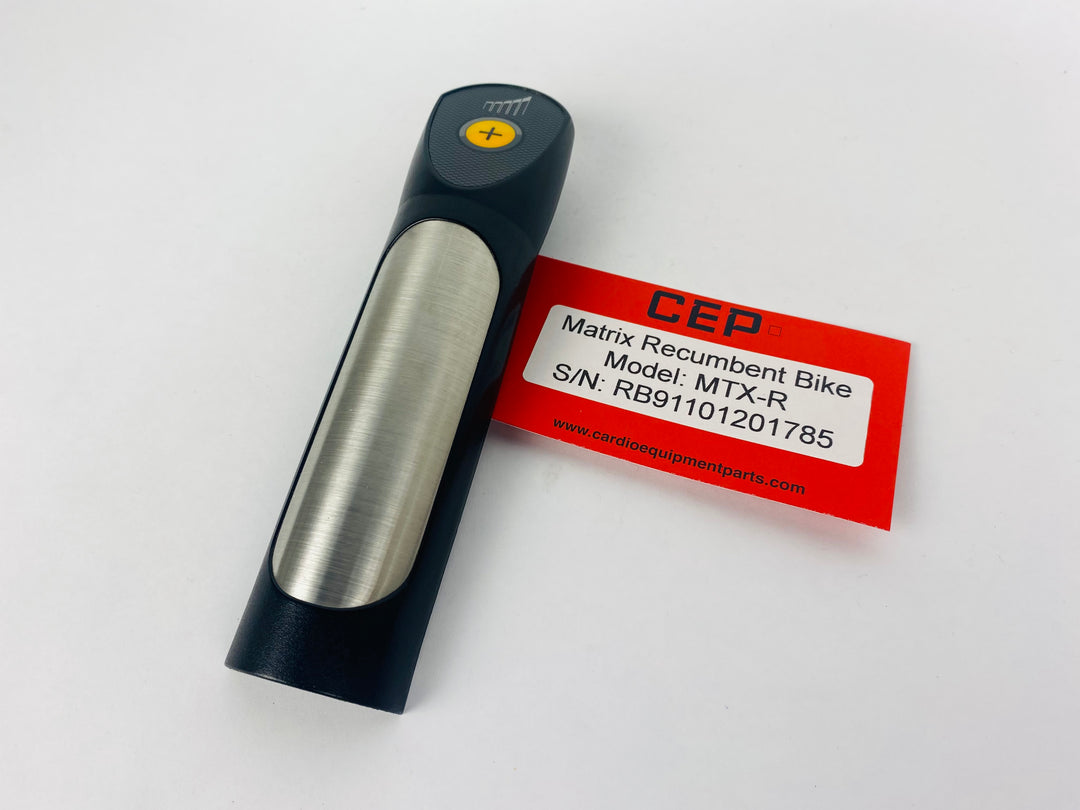 +
CEP
Matrix Recumbent Bike
Model: MTX-R
S/N: RB91101201785
www.cardioequipmentparts.com